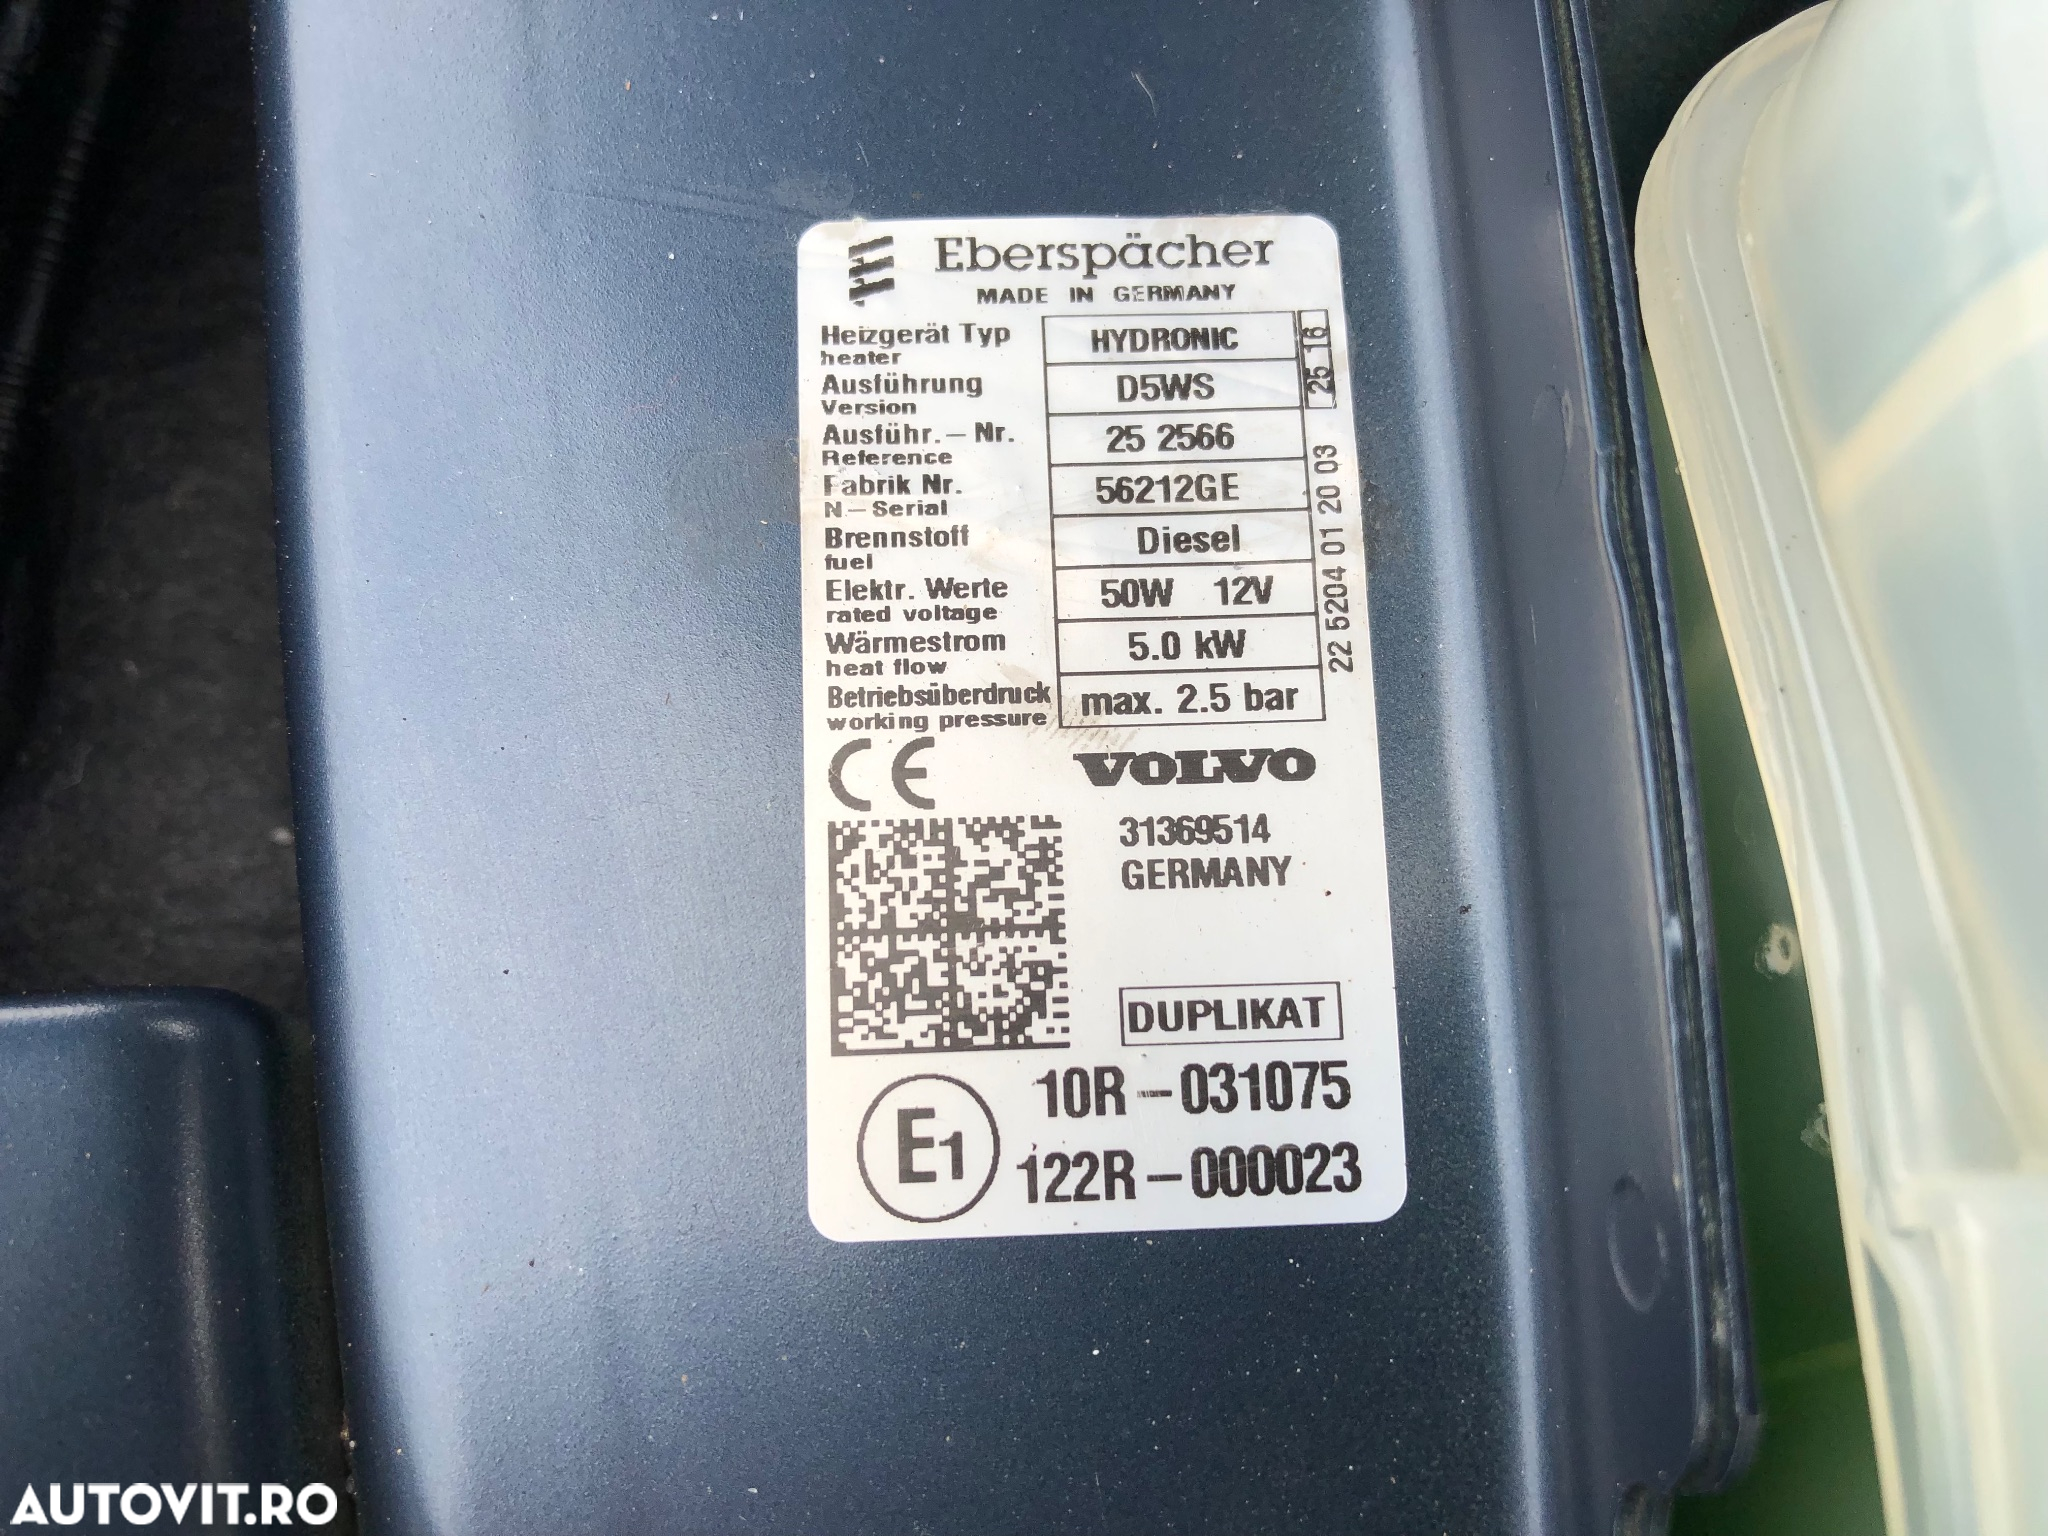 Eberspächer
MADE IN GERMANY
Heizgerät Typ HYDRONIC
heater
Ausführung D5WS
Version
Ausführ.-Nr. 25 2566
Reference
Fabrik Nr. 56212GE
N-Serial
Brennstoff Diesel
fuel
Elektr. Werte 50W 12V
rated voltage
Wärmestrom 5.0 kW
heat flow
Betriebsüberdruck max. 2.5 bar
working pressure
25 16
22 5204 01 20 03
CE VOLVO
31369514
GERMANY
DUPLIKAT
E1 10R-031075
122R-000023
AUTOVIT.RO